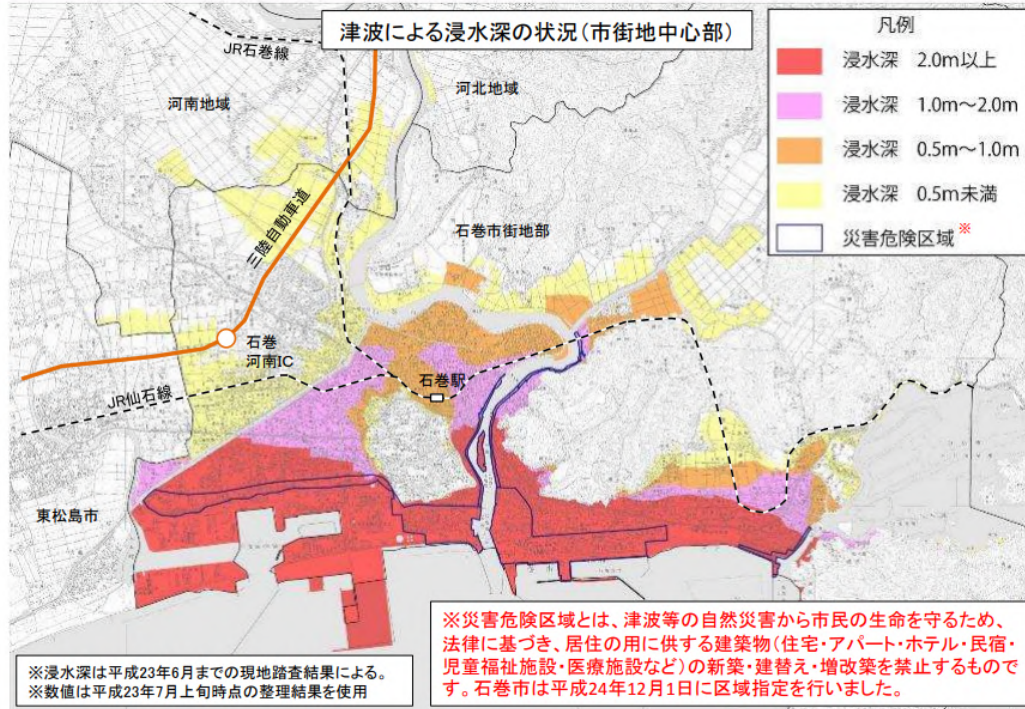 津波による浸水深の状況(市街地中心部)
凡例
浸水深 2.0m以上
浸水深 1.0m～2.0m
浸水深 0.5m～1.0m
浸水深 0.5m未満
災害危険区域※
JR石巻線
河南地域
河北地域
三陸自動車道
石巻市街地部
石巻
河南IC
石巻駅
JR仙石線
東松島市
※浸水深は平成23年6月までの現地踏査結果による。
※数値は平成23年7月上旬時点の整理結果を使用
※災害危険区域とは、津波等の自然災害から市民の生命を守るため、
法律に基づき、居住の用に供する建築物(住宅・アパート・ホテル・民宿・
児童福祉施設・医療施設など)の新築・建替え・増改築を禁止するもので
す。石巻市は平成24年12月1日に区域指定を行いました。